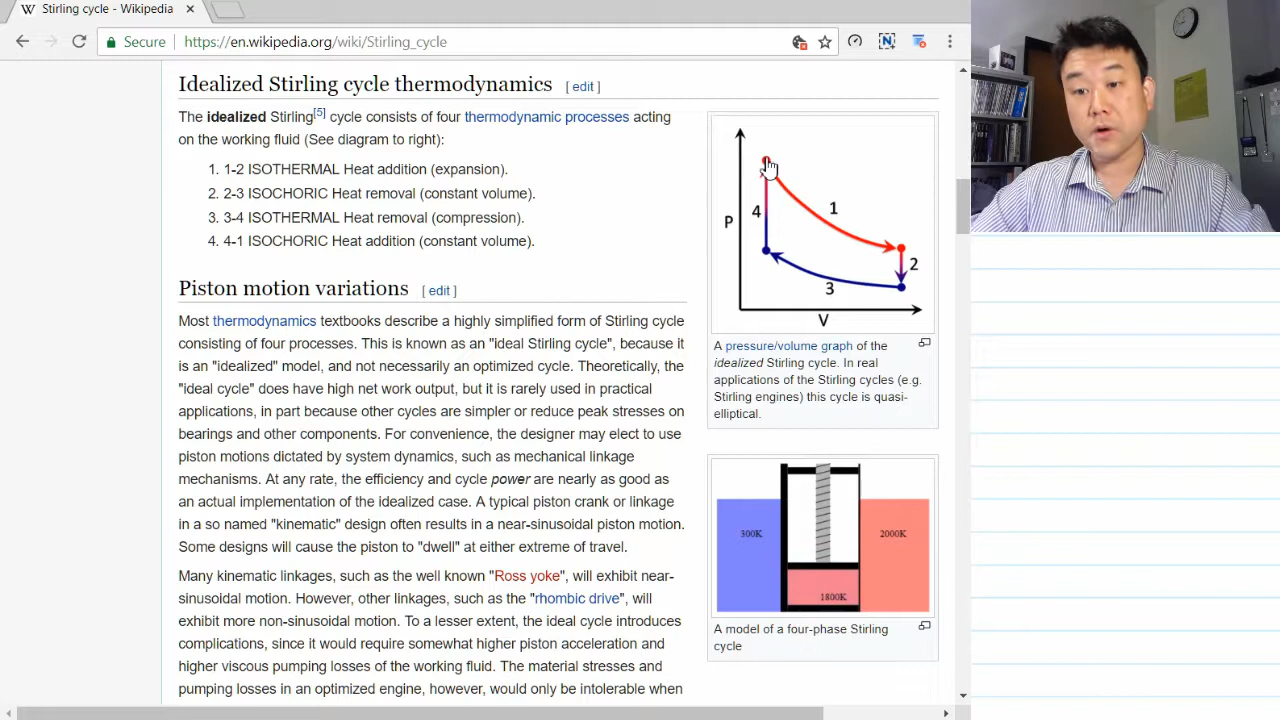 Stirling cycle - Wikipedia
Secure https://en.wikipedia.org/wiki/Stirling_cycle
Idealized Stirling cycle thermodynamics [ edit ]
The idealized Stirling[5] cycle consists of four thermodynamic processes acting
on the working fluid (See diagram to right):
1. 1-2 ISOTHERMAL Heat addition (expansion).
2. 2-3 ISOCHORIC Heat removal (constant volume).
3. 3-4 ISOTHERMAL Heat removal (compression).
4. 4-1 ISOCHORIC Heat addition (constant volume).
Piston motion variations [ edit ]
Most thermodynamics textbooks describe a highly simplified form of Stirling cycle
consisting of four processes. This is known as an "ideal Stirling cycle", because it
is an "idealized" model, and not necessarily an optimized cycle. Theoretically, the
"ideal cycle" does have high net work output, but it is rarely used in practical
applications, in part because other cycles are simpler or reduce peak stresses on
bearings and other components. For convenience, the designer may elect to use
piston motions dictated by system dynamics, such as mechanical linkage
mechanisms. At any rate, the efficiency and cycle power are nearly as good as
an actual implementation of the idealized case. A typical piston crank or linkage
in a so named "kinematic" design often results in a near-sinusoidal piston motion.
Some designs will cause the piston to "dwell" at either extreme of travel.
Many kinematic linkages, such as the well known "Ross yoke", will exhibit near-
sinusoidal motion. However, other linkages, such as the "rhombic drive", will
exhibit more non-sinusoidal motion. To a lesser extent, the ideal cycle introduces
complications, since it would require somewhat higher piston acceleration and
higher viscous pumping losses of the working fluid. The material stresses and
pumping losses in an optimized engine, however, would only be intolerable when
P
4
1
2
3
V
A pressure/volume graph of the
idealized Stirling cycle. In real
applications of the Stirling cycles (e.g.
Stirling engines) this cycle is quasi-
elliptical.
300K
2000K
1800K
A model of a four-phase Stirling
cycle